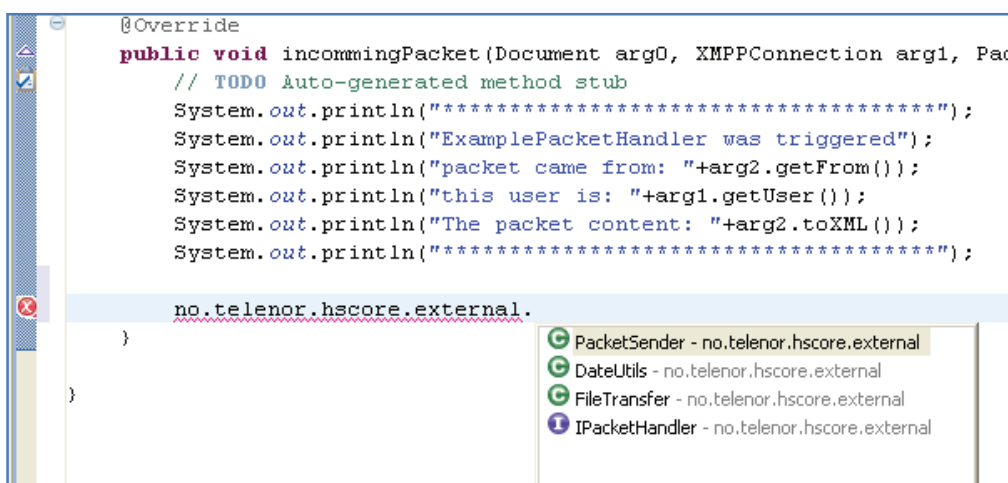 @Override
public void incommingPacket(Document arg0, XMPPConnection arg1, Pac
// TODO Auto-generated method stub
System.out.println("*************************************");
System.out.println("ExamplePacketHandler was triggered");
System.out.println("packet came from: "+arg2.getFrom());
System.out.println("this user is: "+arg1.getUser());
System.out.println("The packet content: "+arg2.toXML());
System.out.println("*************************************");
no.telenor.hscore.external.
}
PacketSender - no.telenor.hscore.external
DateUtils - no.telenor.hscore.external
}
FileTransfer - no.telenor.hscore.external
IPacketHandler - no.telenor.hscore.external